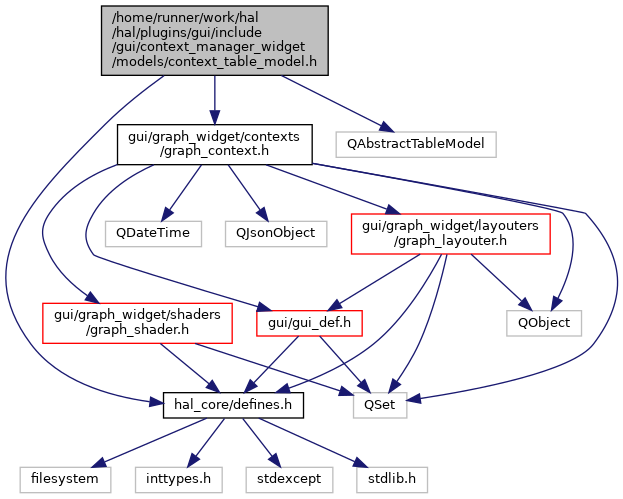 /home/runner/work/hal
/hal/plugins/gui/include
/gui/context_manager_widget
/models/context_table_model.h
gui/graph_widget/contexts
/graph_context.h
QAbstractTableModel
QDateTime
QJsonObject
gui/graph_widget/layouters
/graph_layouter.h
gui/graph_widget/shaders
/graph_shader.h
gui/gui_def.h
QObject
hal_core/defines.h
QSet
filesystem
inttypes.h
stdexcept
stdlib.h